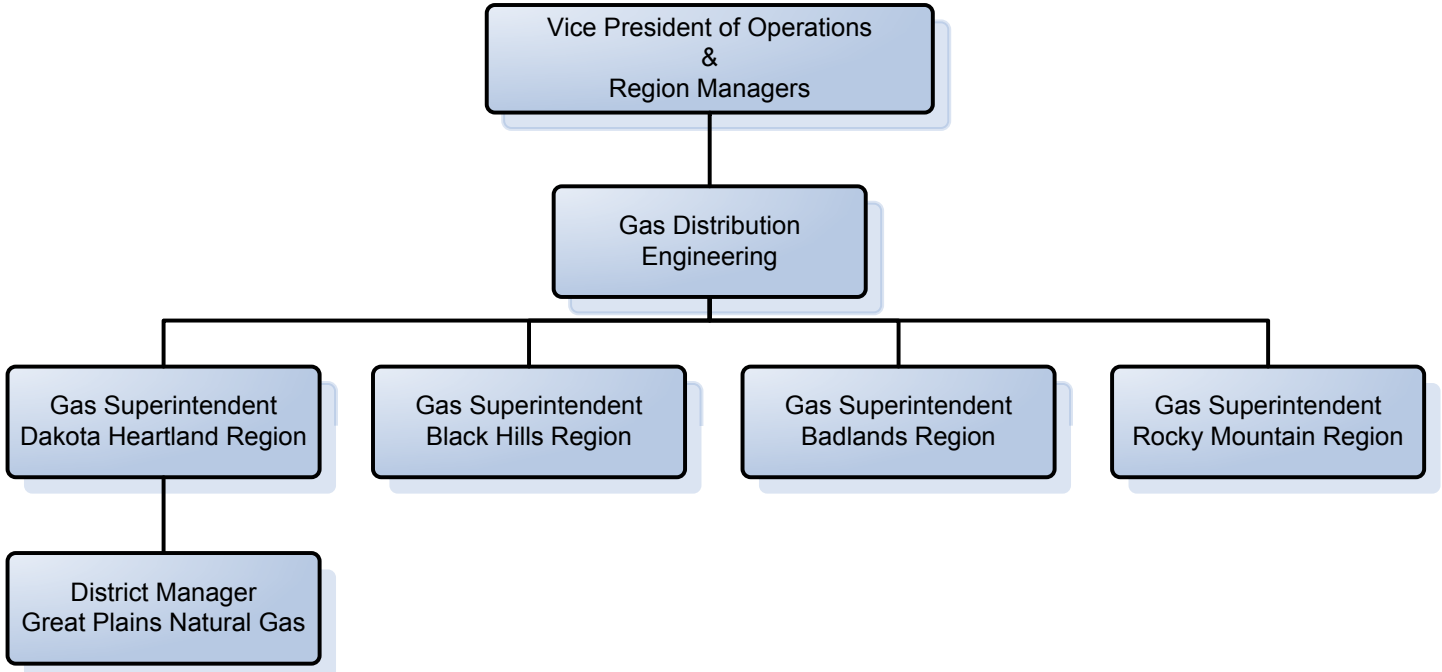 Vice President of Operations
&
Region Managers
Gas Distribution
Engineering
Gas Superintendent
Dakota Heartland Region
Gas Superintendent
Black Hills Region
Gas Superintendent
Badlands Region
Gas Superintendent
Rocky Mountain Region
District Manager
Great Plains Natural Gas